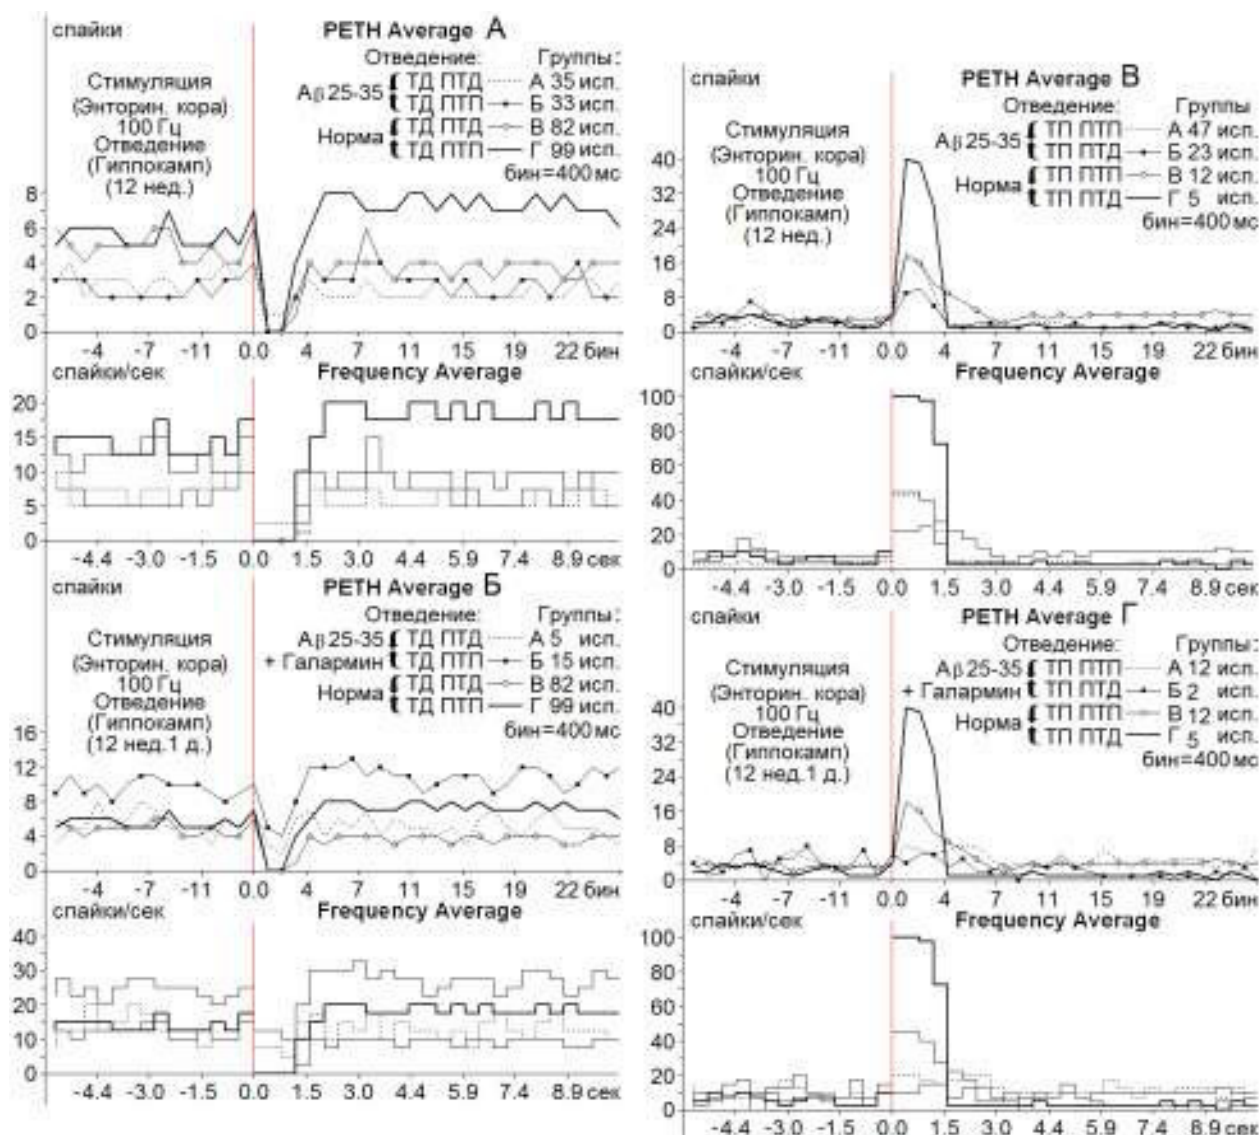 спайки PETH Average А
Стимуляция
(Энторин. кора)
100 Гц
Отведение
(Гиппокамп)
(12 нед.)
Отведение: Группы:
Aβ25-35 ТД ПТД А 35 исп.
ТД ПТП Б 33 исп.
Норма ТД ПТД В 82 исп.
ТД ПТП Г 99 исп.
бин=400 мс
8
6
4
2
0
-4 -7 -11 0.0 4 7 11 15 19 22 бин
спайки/сек Frequency Average
20
15
10
5
0
-4.4 -3.0 -1.5 0.0 1.5 3.0 4.4 5.9 7.4 8.9 сек
спайки PETH Average Б
Стимуляция
(Энторин. кора)
100 Гц
Отведение
(Гиппокамп)
(12 нед.1 д.)
Отведение: Группы:
Aβ25-35 ТД ПТД А 5 исп.
+ Галармин ТД ПТП Б 15 исп.
Норма ТД ПТД В 82 исп.
ТД ПТП Г 99 исп.
бин=400 мс
16
12
8
4
0
-4 -7 -11 0.0 4 7 11 15 19 22 бин
спайки/сек Frequency Average
40
30
20
10
0
-4.4 -3.0 -1.5 0.0 1.5 3.0 4.4 5.9 7.4 8.9 сек
спайки PETH Average В
Стимуляция
(Энторин. кора)
100 Гц
Отведение
(Гиппокамп)
(12 нед.)
Отведение: Группы
Aβ25-35 ТП ПТП А 47 исп.
ТП ПТД Б 23 исп.
Норма ТП ПТП В 12 исп.
ТП ПТД Г 5 исп.
бин=400 мс
40
32
24
16
8
0
-4 -7 -11 0.0 4 7 11 15 19 22 бин
спайки/сек Frequency Average
100
80
60
40
20
0
-4.4 -3.0 -1.5 0.0 1.5 3.0 4.4 5.9 7.4 8.9 сек
спайки PETH Average Г
Стимуляция
(Энторин. кора)
100 Гц
Отведение
(Гиппокамп)
(12 нед.1 д.)
Отведение: Группы:
Aβ25-35 ТП ПТП А 12 исп.
+ Галармин ТП ПТД Б 2 исп.
Норма ТП ПТП В 12 исп.
ТП ПТД Г 5 исп.
бин=400 мс
40
32
24
16
8
0
-7 -11 0.0 4 7 11 15 19 22 бин
спайки/сек Frequency Average
100
80
60
40
20
0
-4.4 -3.0 -1.5 0.0 1.5 3.0 4.4 5.9 7.4 8.9 сек